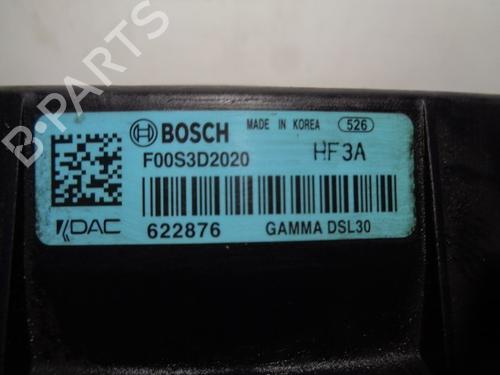 B-PARTS
BOSCH MADE IN KOREA 526
F00S3D2020 HF3A
DAC 622876 GAMMA DSL30